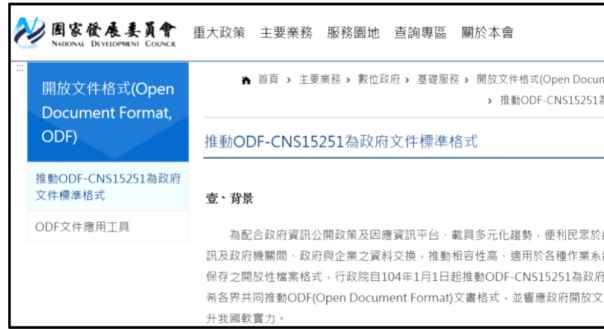 國家發展委員會
NATIONAL DEVELOPMENT COUNCIL
重大政策 主要業務 服務園地 查詢專區 關於本會
開放文件格式(Open
Document Format,
ODF)
推動ODF-CNS15251為政府
文件標準格式
ODF文件應用工具
首頁 › 主要業務 › 數位政府 › 基礎服務 › 開放文件格式(Open Docum
› 推動ODF-CNS15251為
推動ODF-CNS15251為政府文件標準格式
壹、背景
為配合政府資訊公開政策及因應資訊平台、載具多元化趨勢，便利民眾於
訊及政府機關間、政府與企業之資料交換，推動相容性高、適用於各種作業系
保存之開放性檔案格式，行政院自104年1月1日起推動ODF-CNS15251為政府
希各界共同推動ODF(Open Document Format)文書格式，並響應政府開放文
升我國軟實力。